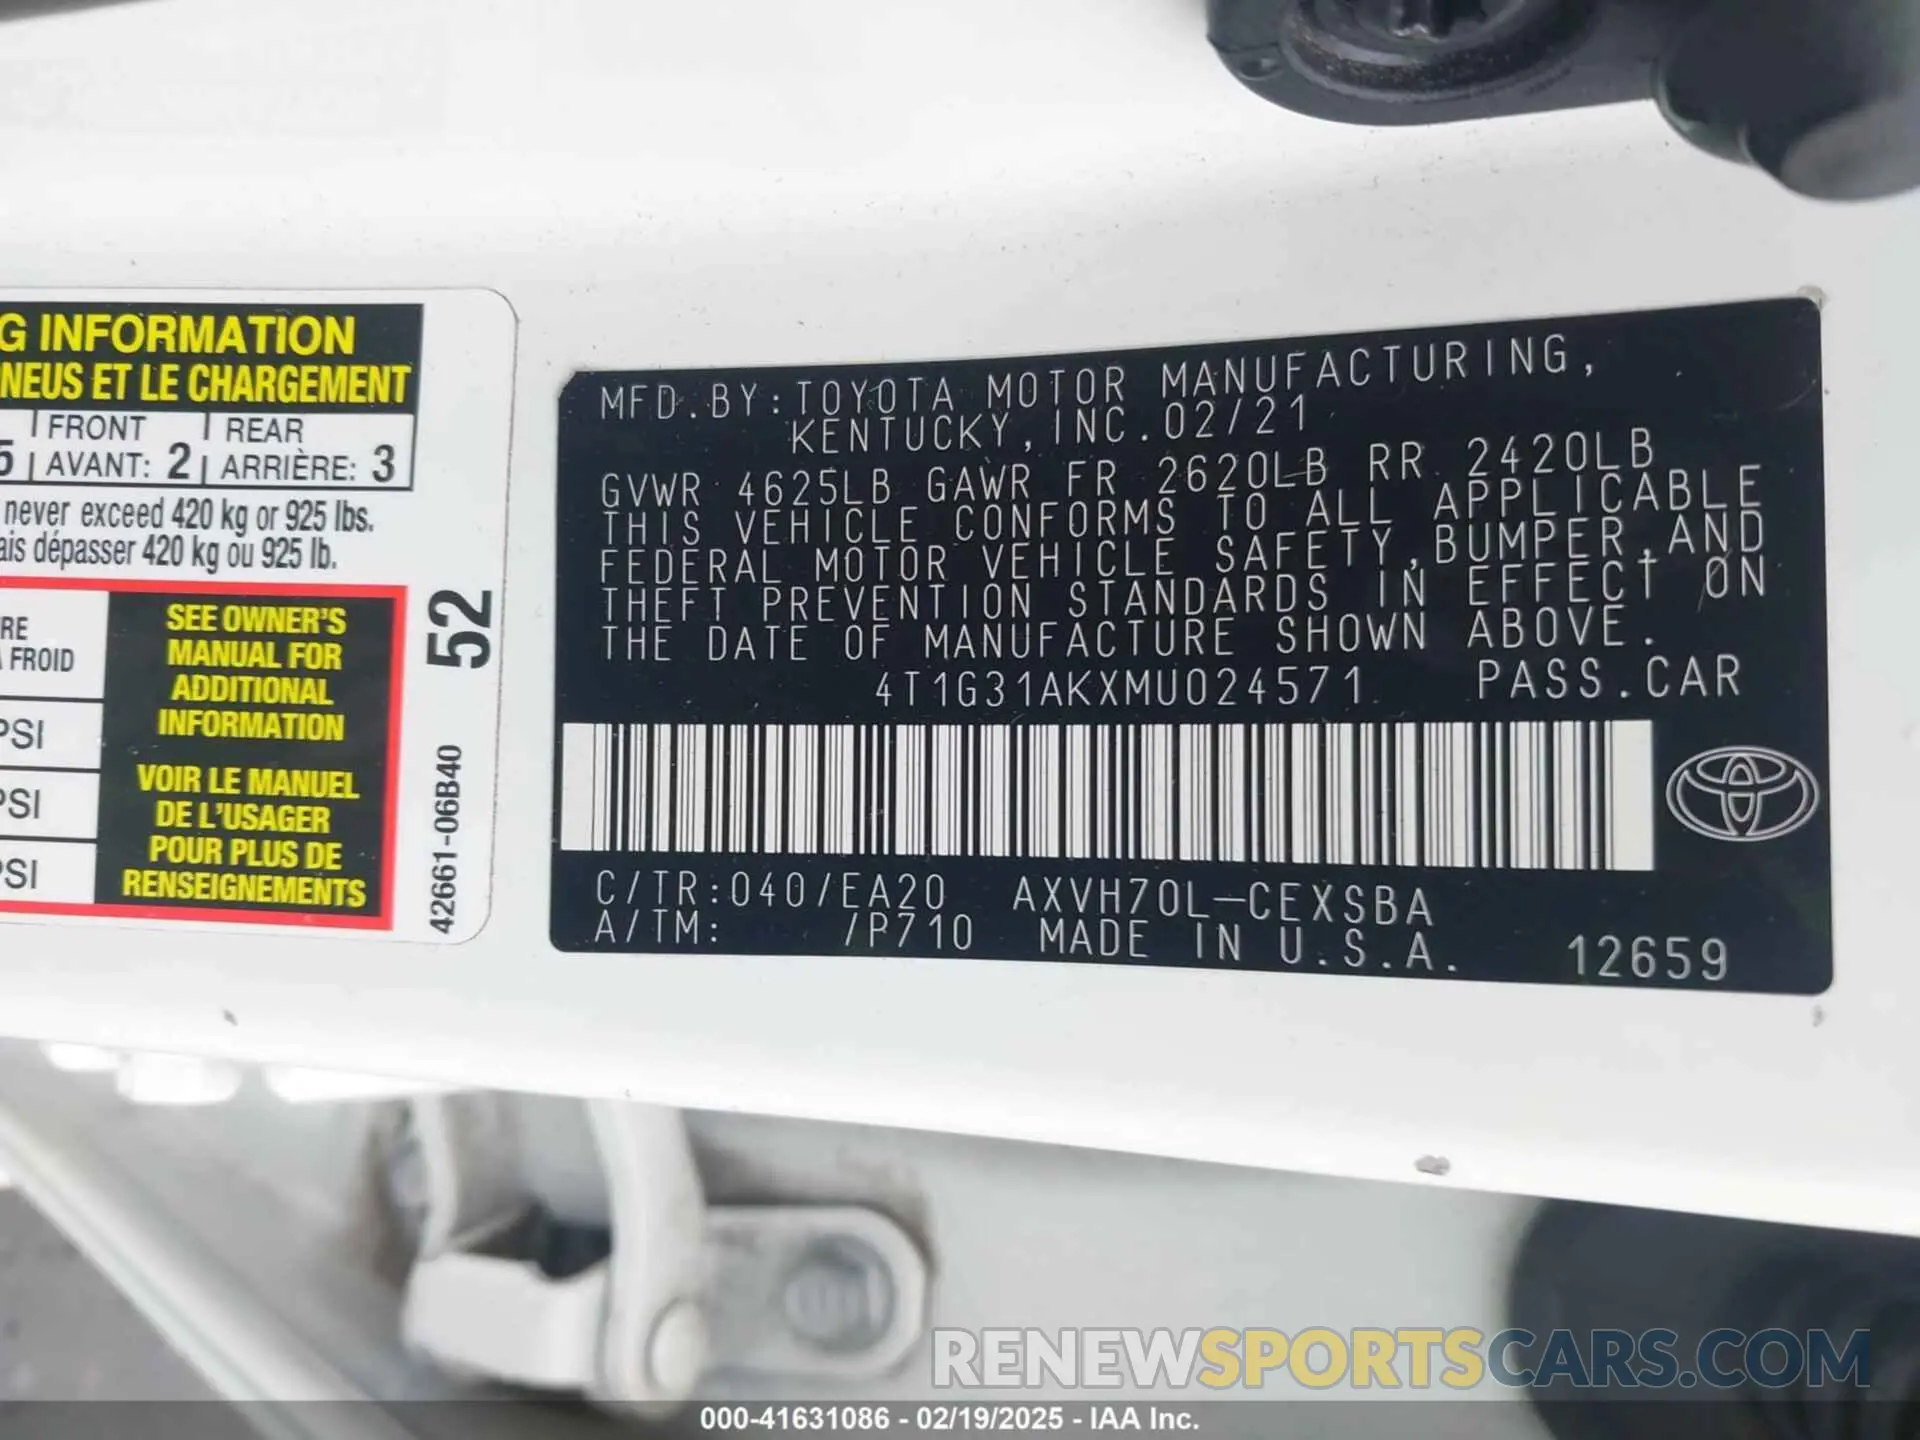 G INFORMATION
NEUS ET LE CHARGEMENT
5 FRONT REAR
AVANT: 2 ARRIÈRE: 3
never exceed 420 kg or 925 lbs.
ais dépasser 420 kg ou 925 lb.
RE
FROID
PSI
PSI
PSI
SEE OWNER'S
MANUAL FOR
ADDITIONAL
INFORMATION
VOIR LE MANUEL
DE L'USAGER
POUR PLUS DE
RENSEIGNEMENTS
52
42661-06B40
MFD.BY:TOYOTA MOTOR MANUFACTURING,
KENTUCKY,INC.02/21
GVWR 4625LB GAWR FR 2620LB RR 2420LB
THIS VEHICLE CONFORMS TO ALL APPLICABLE
FEDERAL MOTOR VEHICLE SAFETY,BUMPER,AND
THEFT PREVENTION STANDARDS IN EFFECT ON
THE DATE OF MANUFACTURE SHOWN ABOVE.
4T1G31AKXMU024571 PASS.CAR
C/TR:040/EA20 AXVH70L-CEXSBA
A/TM: /P710 MADE IN U.S.A. 12659
RENEWSPORTSCARS.COM
000-41631086 - 02/19/2025 - IAA Inc.